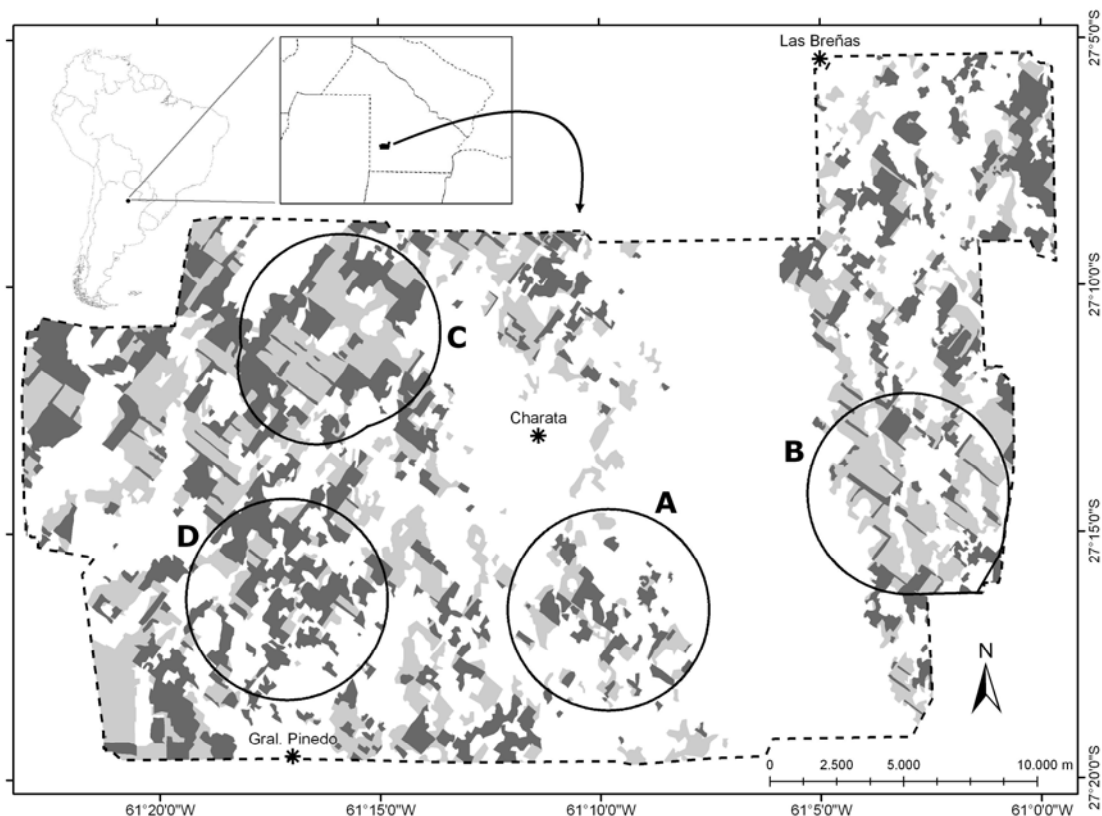 Las Breñas
27°5'0"S
27°10'0"S
C
Charata
B
A
D
27°15'0"S
N
Gral. Pinedo
0 2.500 5.000 10.000 m
27°20'0"S
61°20'0"W 61°15'0"W 61°10'0"W 61°5'0"W 61°0'0"W